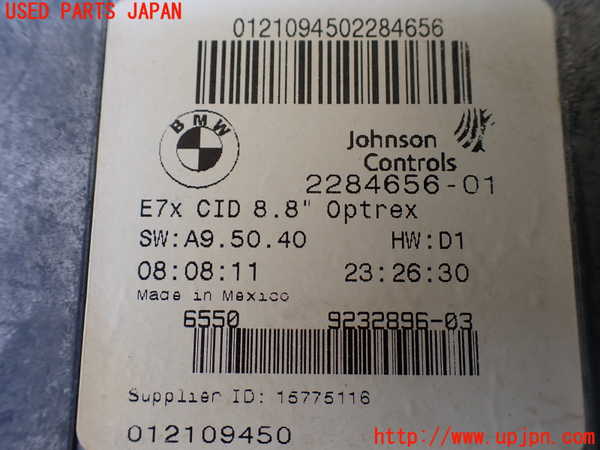 USED PARTS JAPAN
0121094502284656
BMW
Johnson
Controls
2284656-01
E7x CID 8.8" Optrex
SW:A9.50.40 HW:D1
08:08:11 23:26:30
Made in Mexico
6550 9232896-03
Supplier ID: 15775116
012109450
http://www.upjpn.com